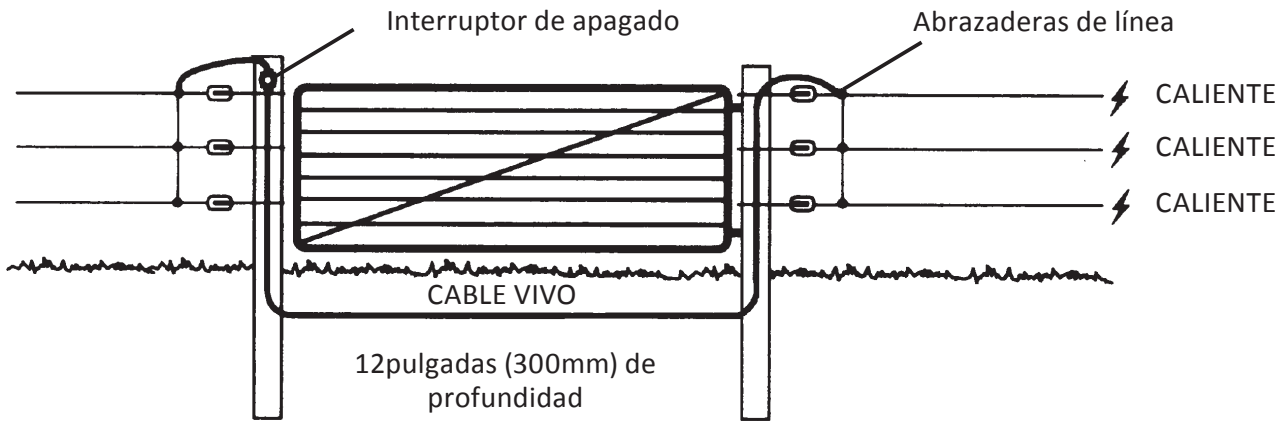 Interruptor de apagado
Abrazaderas de línea
CALIENTE
CALIENTE
CALIENTE
CABLE VIVO
12pulgadas (300mm) de
profundidad